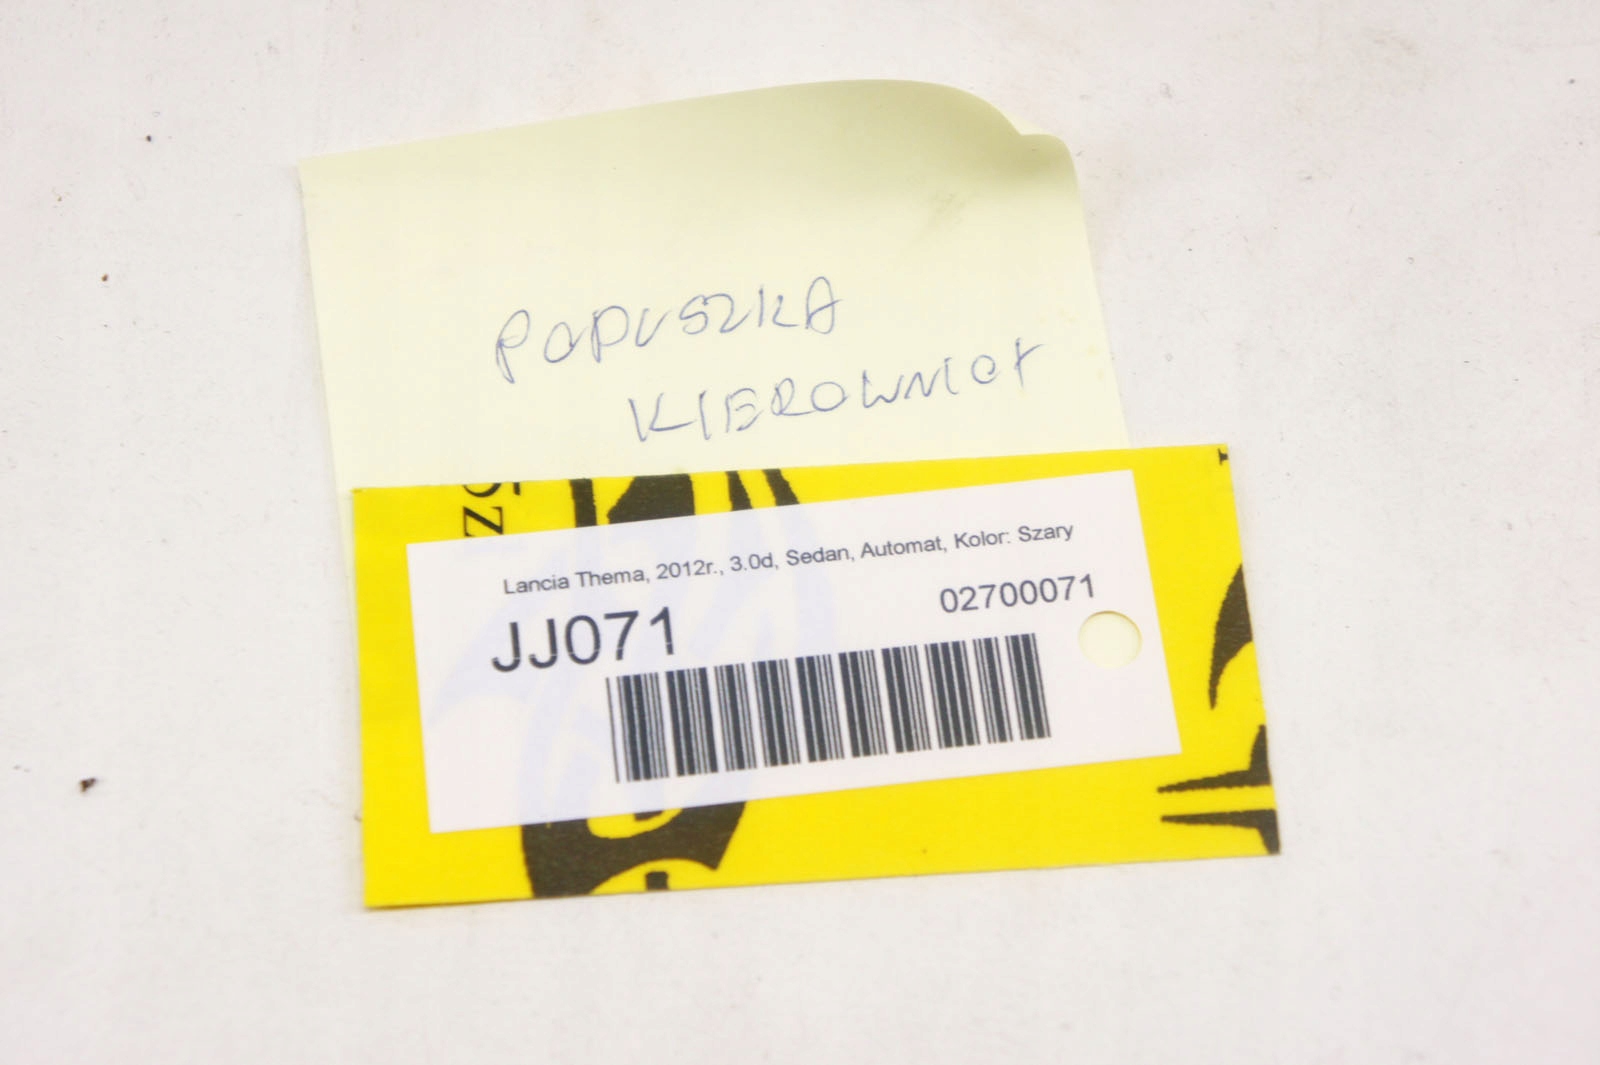 PODUSZKA
KIEROWNICY
Lancia Thema, 2012r., 3.0d, Sedan, Automat, Kolor: Szary
02700071
JJ071